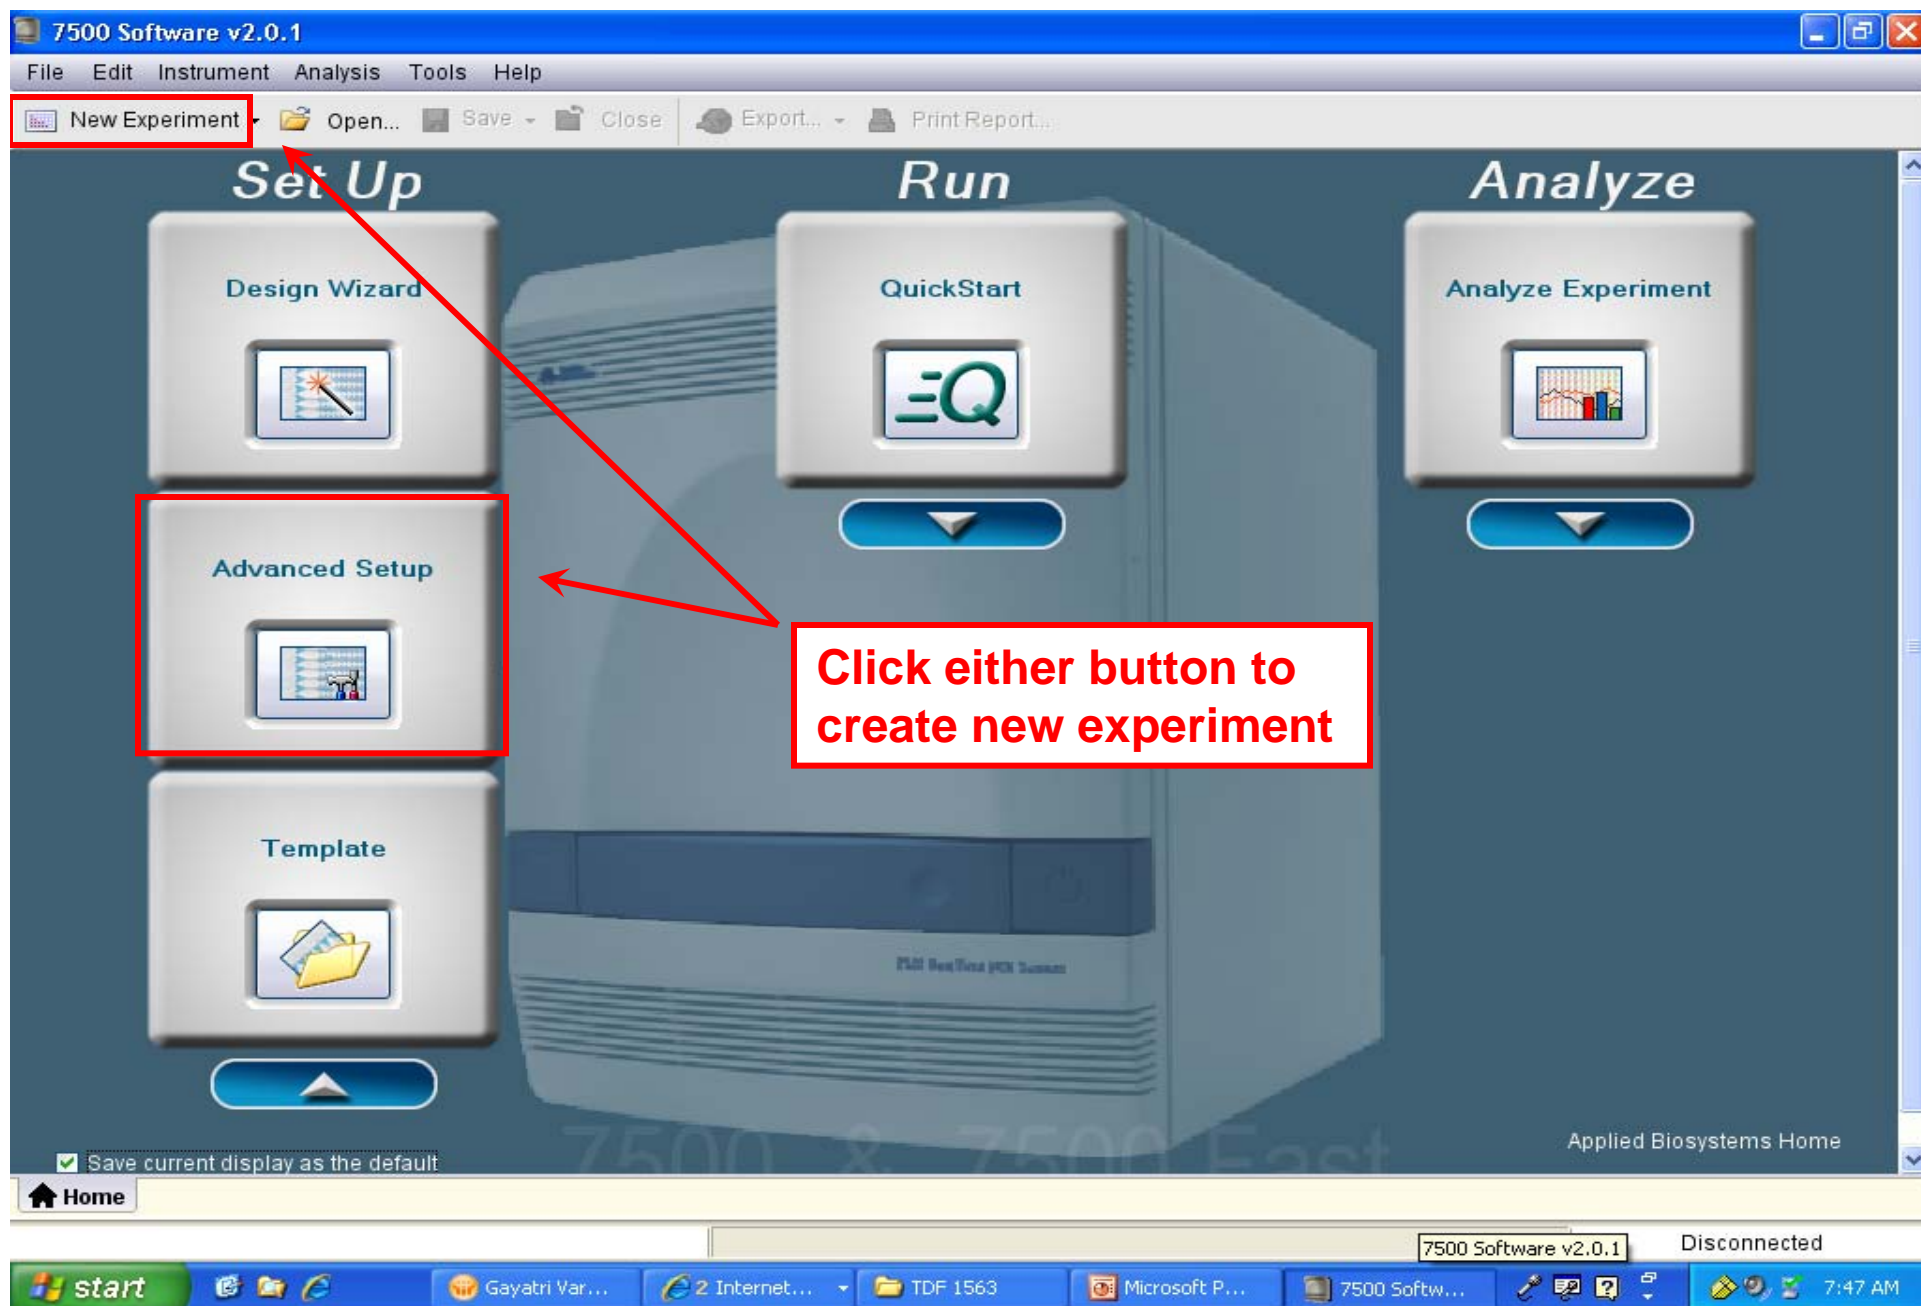 7500 Software v2.0.1
File Edit Instrument Analysis Tools Help
New Experiment Open... Save Close Export... Print Report...
Set Up Run Analyze
Design Wizard QuickStart Analyze Experiment
Q
Advanced Setup
Click either button to
create new experiment
Template
7500 & 7500 Fast
Applied Biosystems Home
Save current display as the default
Home
7500 Software v2.0.1 Disconnected
start Gayatri Var... 2 Internet... TDF 1563 Microsoft P... 7500 Softw... 7:47 AM